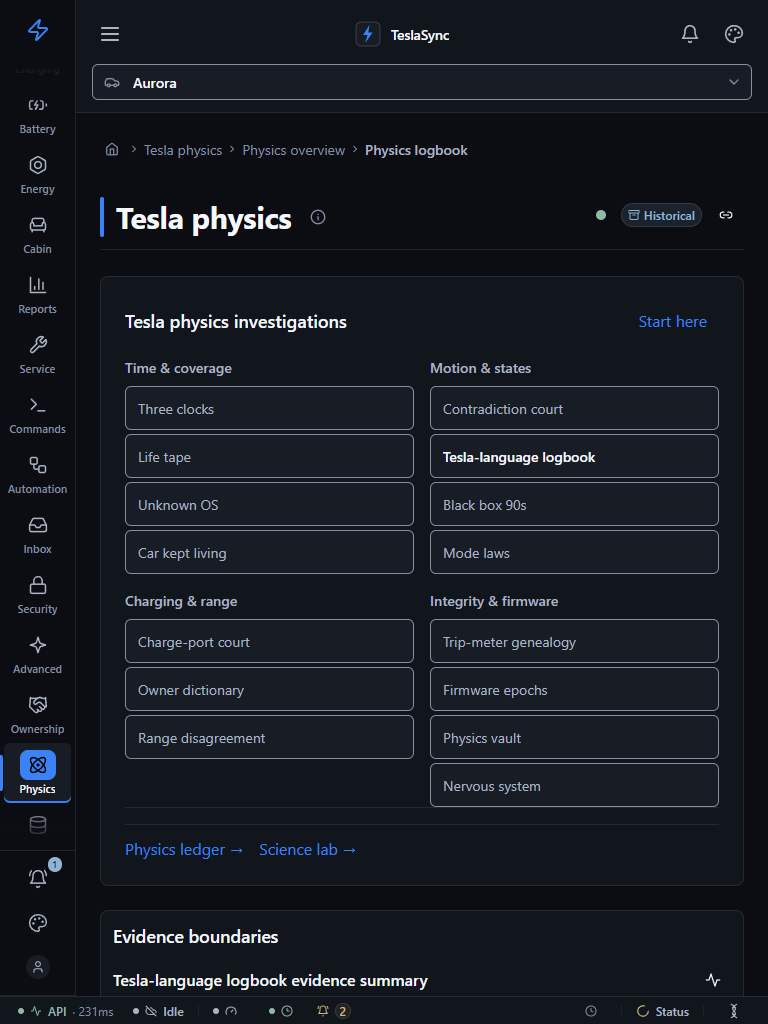 TeslaSync
Aurora
Charging
Battery
Energy
Cabin
Reports
Service
Commands
Automation
Inbox
Security
Advanced
Ownership
Physics
1
Tesla physics › Physics overview › Physics logbook
Tesla physics
Historical
Tesla physics investigations
Start here
Time & coverage
Three clocks
Life tape
Unknown OS
Car kept living
Motion & states
Contradiction court
Tesla-language logbook
Black box 90s
Mode laws
Charging & range
Charge-port court
Owner dictionary
Range disagreement
Integrity & firmware
Trip-meter genealogy
Firmware epochs
Physics vault
Nervous system
Physics ledger → Science lab →
Evidence boundaries
Tesla-language logbook evidence summary
API · 231ms Idle 2 Status